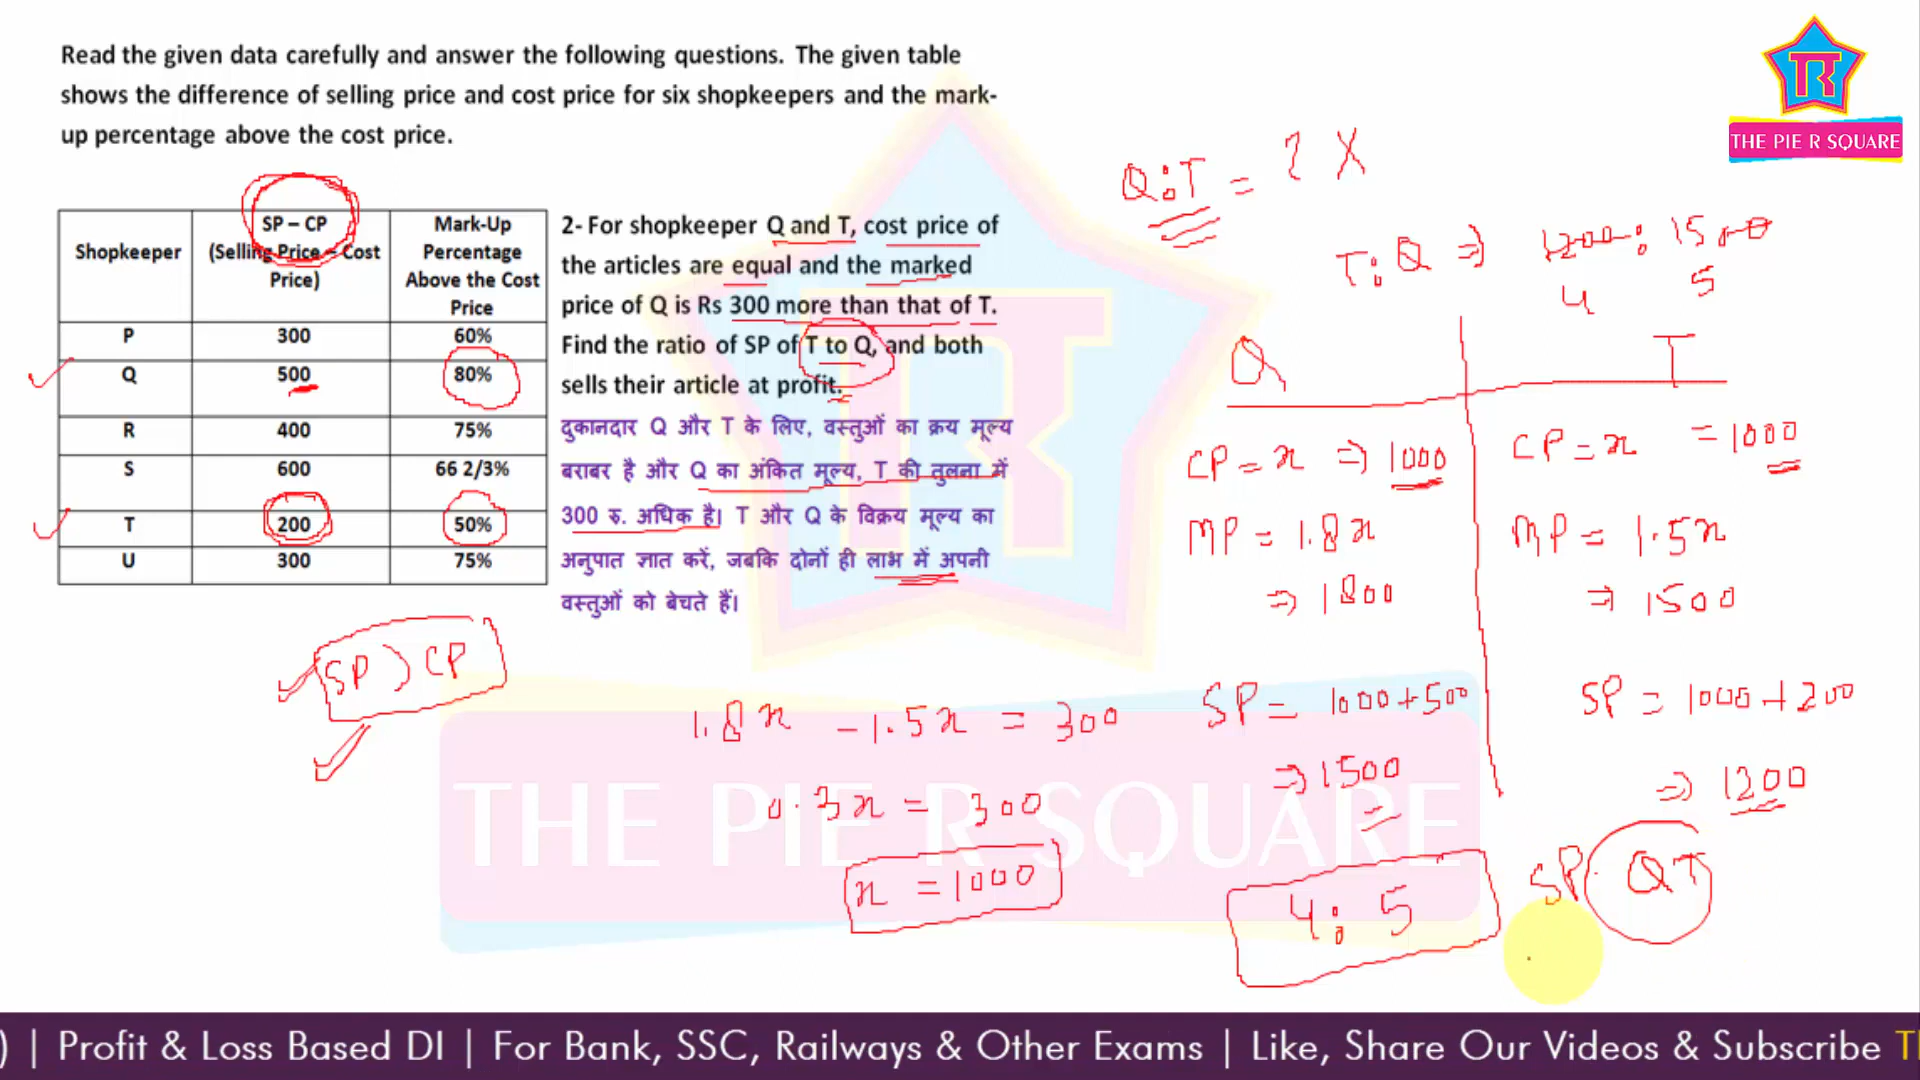 Read the given data carefully and answer the following questions. The given table
shows the difference of selling price and cost price for six shopkeepers and the mark-
up percentage above the cost price.
THE PIE R SQUARE
Shopkeeper
SP – CP
(Selling Price – Cost
Price)
Mark-Up
Percentage
Above the Cost
Price
P 300 60%
Q 500 80%
R 400 75%
S 600 66 2/3%
T 200 50%
U 300 75%
2- For shopkeeper Q and T, cost price of
the articles are equal and the marked
price of Q is Rs 300 more than that of T.
Find the ratio of SP of T to Q, and both
sells their article at profit.
दुकानदार Q और T के लिए, वस्तुओं का क्रय मूल्य
बराबर है और Q का अंकित मूल्य, T की तुलना में
300 रु. अधिक है। T और Q के विक्रय मूल्य का
अनुपात ज्ञात करें, जबकि दोनों ही लाभ में अपनी
वस्तुओं को बेचते हैं।
Q:T = ? X
T:Q ⇒ 1200 : 1500
4 5
Q T
CP = x ⇒ 1000
CP = x = 1000
MP = 1.8x
MP = 1.5x
⇒ 1800
⇒ 1500
SP = 1000+500
SP = 1000+200
⇒ 1500
⇒ 1200
SP > CP
1.8x – 1.5x = 300
0.3x = 300
x = 1000
4:5
SP. QT
THE PIE R SQUARE
) | Profit & Loss Based DI | For Bank, SSC, Railways & Other Exams | Like, Share Our Videos & Subscribe